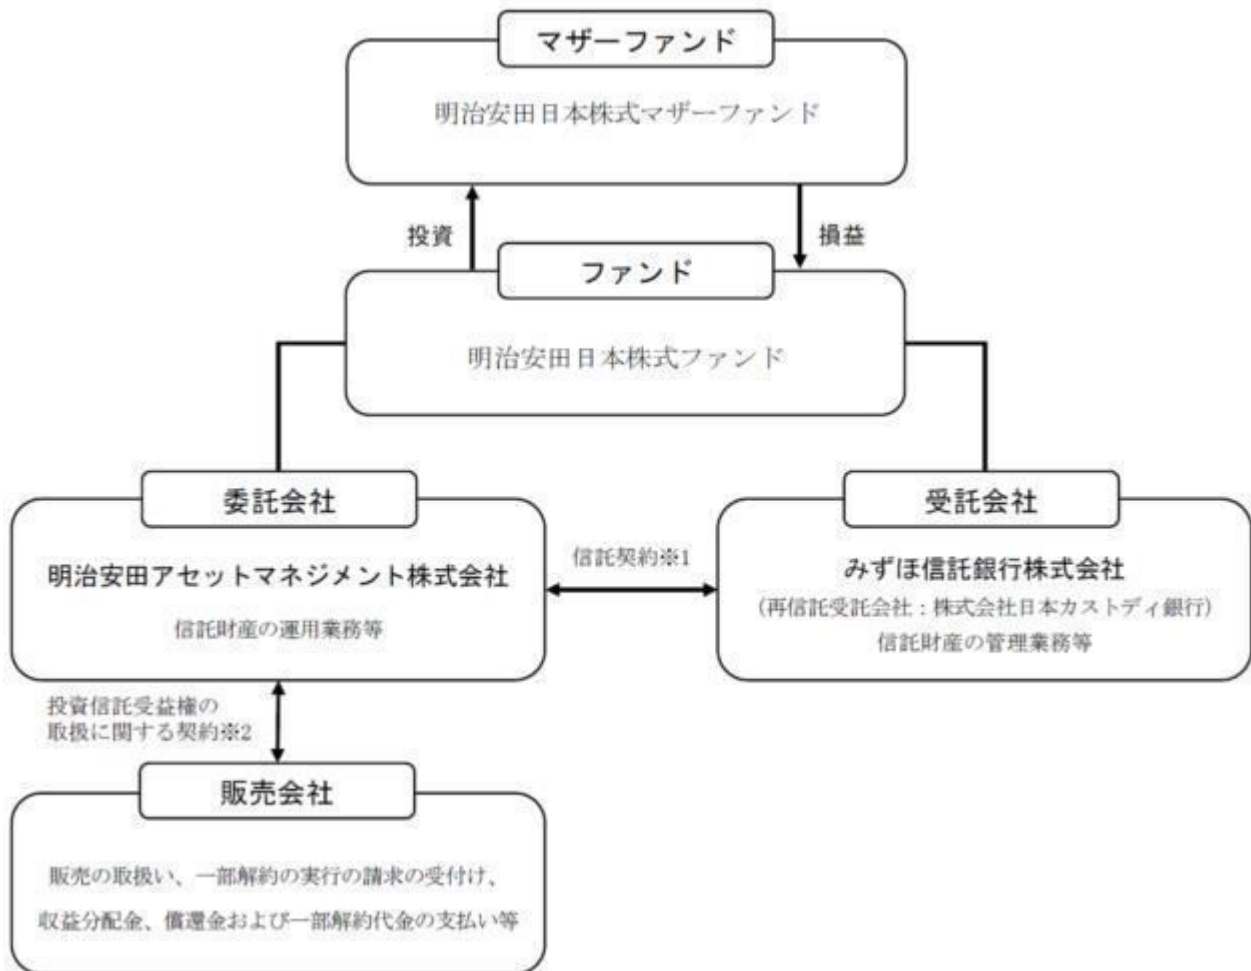 マザーファンド
明治安田日本株式マザーファンド
投資
損益
ファンド
明治安田日本株式ファンド
委託会社
明治安田アセットマネジメント株式会社
信託財産の運用業務等
信託契約※1
受託会社
みずほ信託銀行株式会社
(再信託受託会社:株式会社日本カストディ銀行)
信託財産の管理業務等
投資信託受益権の
取扱に関する契約※2
販売会社
販売の取扱い、一部解約の実行の請求の受付け、
収益分配金、償還金および一部解約代金の支払い等